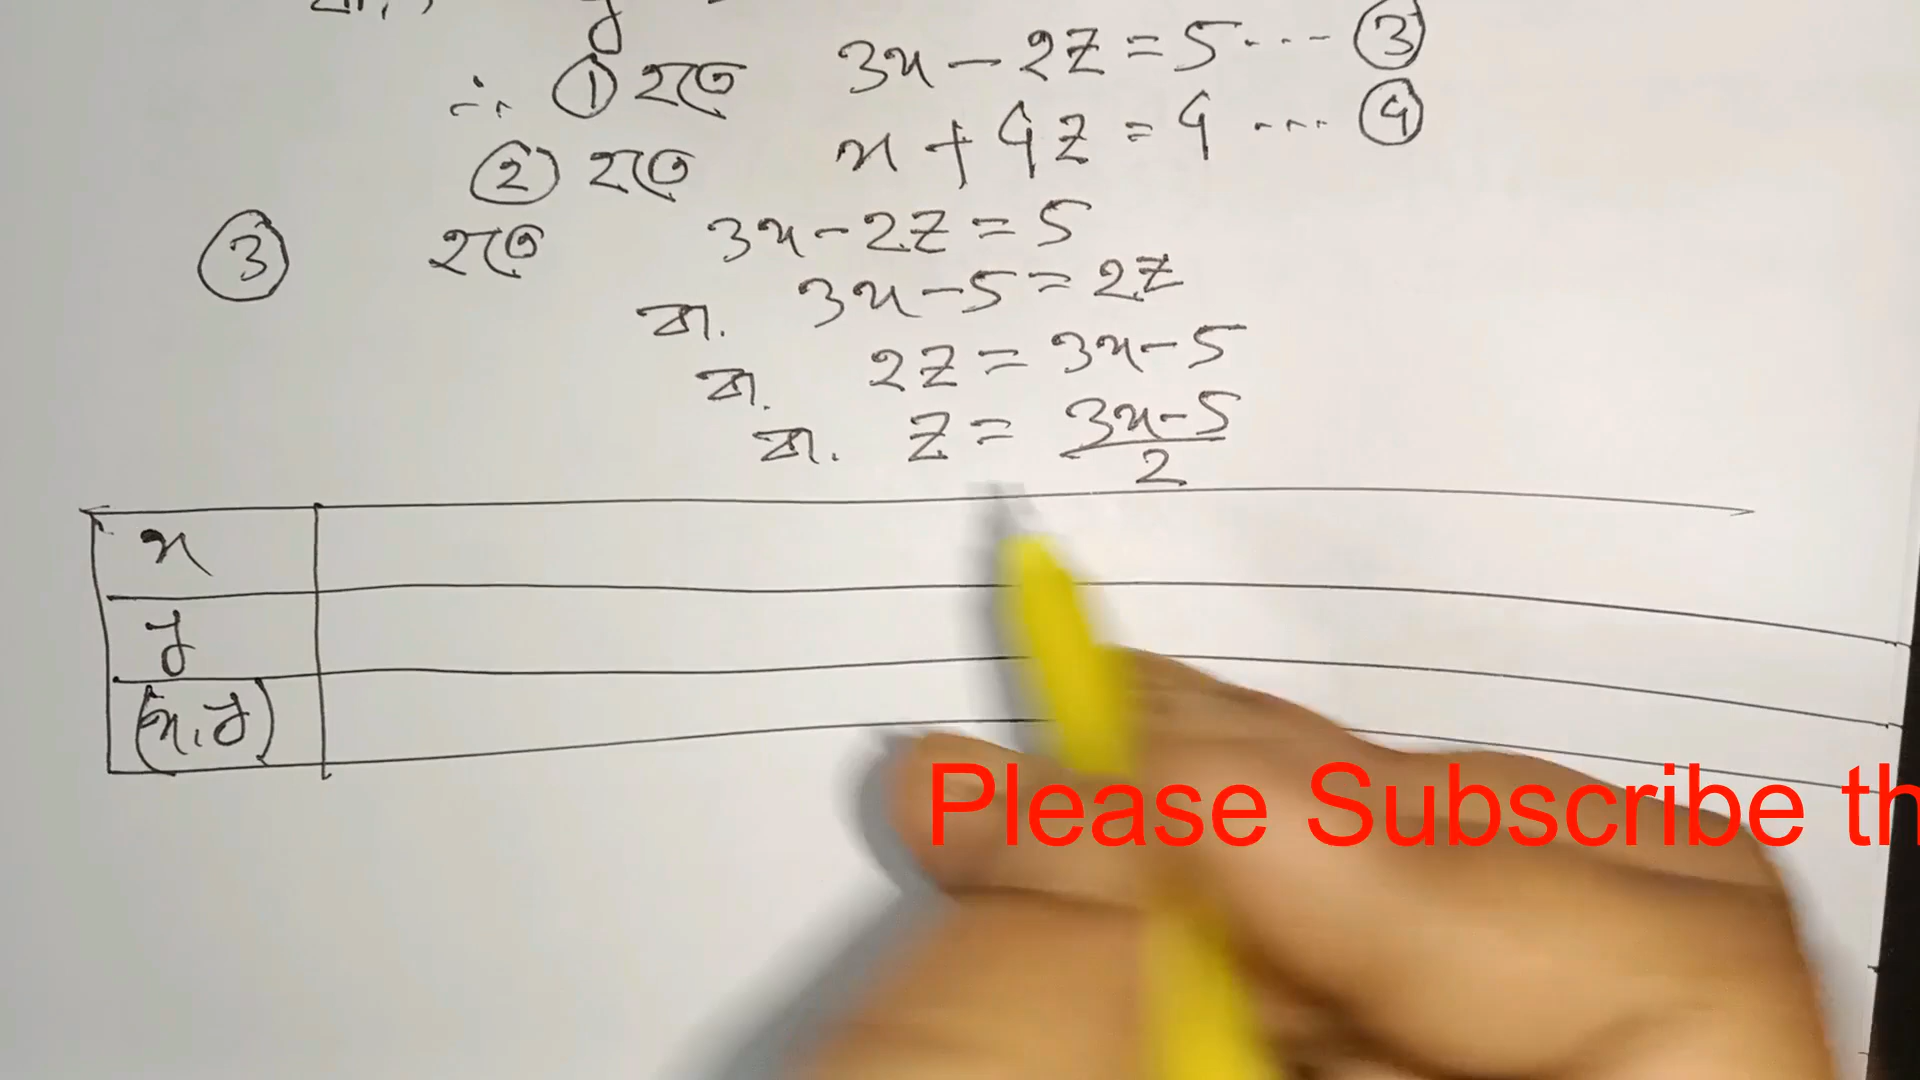 ∴ ① হতে 3x - 2z = 5 ... ③
② হতে x + 4z = 4 ... ④
③ হতে 3x - 2z = 5
বা. 3x - 5 = 2z
বা. 2z = 3x - 5
বা. z = (3x - 5)/2
x
y
(x, y)
Please Subscribe th